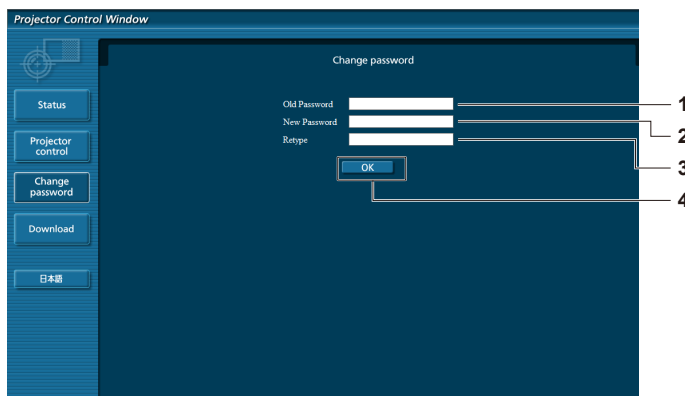 Projector Control Window
Change password
Status
Projector
control
Change
password
Download
日本語
Old Password
New Password
Retype
OK
1
2
3
4